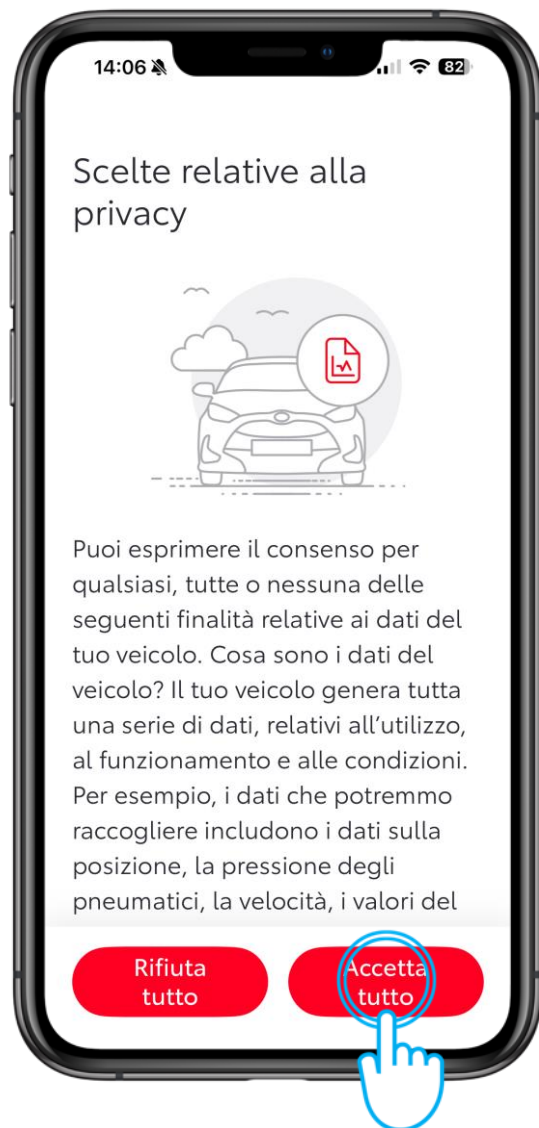 14:06
82
Scelte relative alla
privacy
Puoi esprimere il consenso per
qualsiasi, tutte o nessuna delle
seguenti finalità relative ai dati del
tuo veicolo. Cosa sono i dati del
veicolo? Il tuo veicolo genera tutta
una serie di dati, relativi all’utilizzo,
al funzionamento e alle condizioni.
Per esempio, i dati che potremmo
raccogliere includono i dati sulla
posizione, la pressione degli
pneumatici, la velocità, i valori del
Rifiuta
tutto
Accetta
tutto